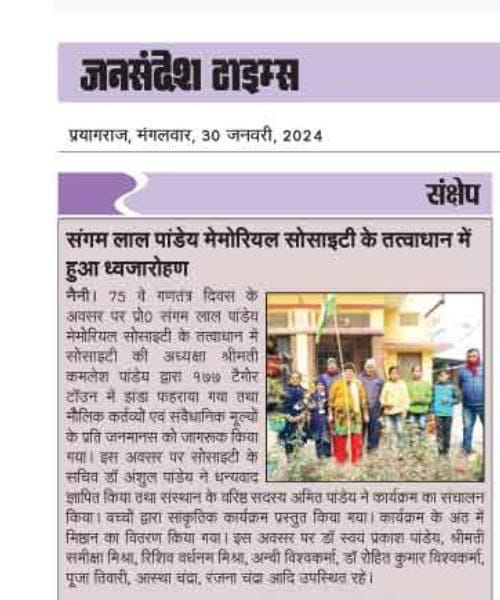 जनसंदेश टाइम्स
प्रयागराज, मंगलवार, 30 जनवरी, 2024
संक्षेप
संगम लाल पांडेय मेमोरियल सोसाइटी के तत्वाधान में
हुआ ध्वजारोहण
नैनी। 75 वे गणतंत्र दिवस के
अवसर पर प्रो0 संगम लाल पांडेय
मेमोरियल सोसाइटी के तत्वाधान में
सोसाइटी की अध्यक्षा श्रीमती
कमलेश पांडेय द्वारा १७७ टैगोर
टॉउन में झंडा फहराया गया तथा
मौलिक कर्तव्यों एवं संवैधानिक मूल्यों
के प्रति जनमानस को जागरूक किया
गया। इस अवसर पर सोसाइटी के
सचिव डॉ अंशुल पांडेय ने धन्यवाद
ज्ञापित किया तथा संस्थान के वरिष्ठ सदस्य अमित पांडेय ने कार्यक्रम का संचालन
किया। बच्चों द्वारा सांकृतिक कार्यक्रम प्रस्तुत किया गया। कार्यक्रम के अंत में
मिष्ठान का वितरण किया गया। इस अवसर पर डॉ स्वयं प्रकाश पांडेय, श्रीमती
समीक्षा मिश्रा, रिशिव वर्धनम मिश्रा, अन्वी विश्वकर्मा, डॉ रोहित कुमार विश्वकर्मा,
पूजा तिवारी, आस्था चंद्रा, रंजना चंद्रा आदि उपस्थित रहे।